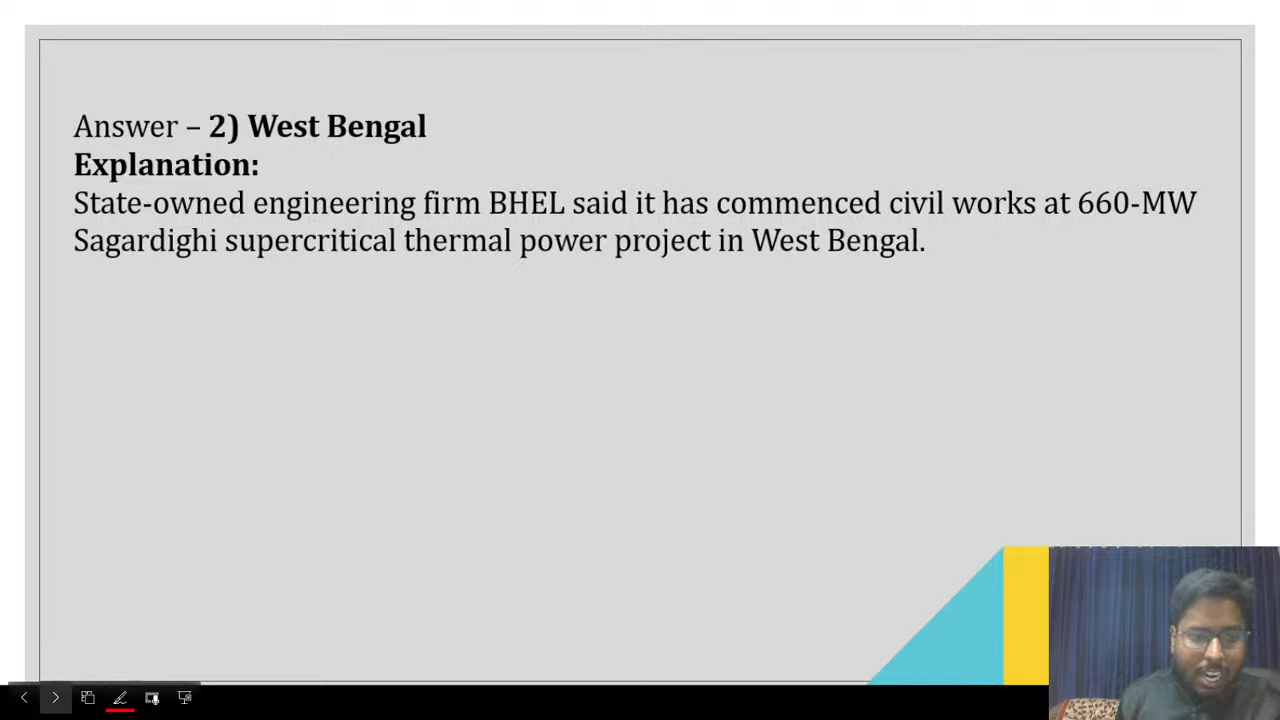 Answer – 2) West Bengal
Explanation:
State-owned engineering firm BHEL said it has commenced civil works at 660-MW
Sagardighi supercritical thermal power project in West Bengal.